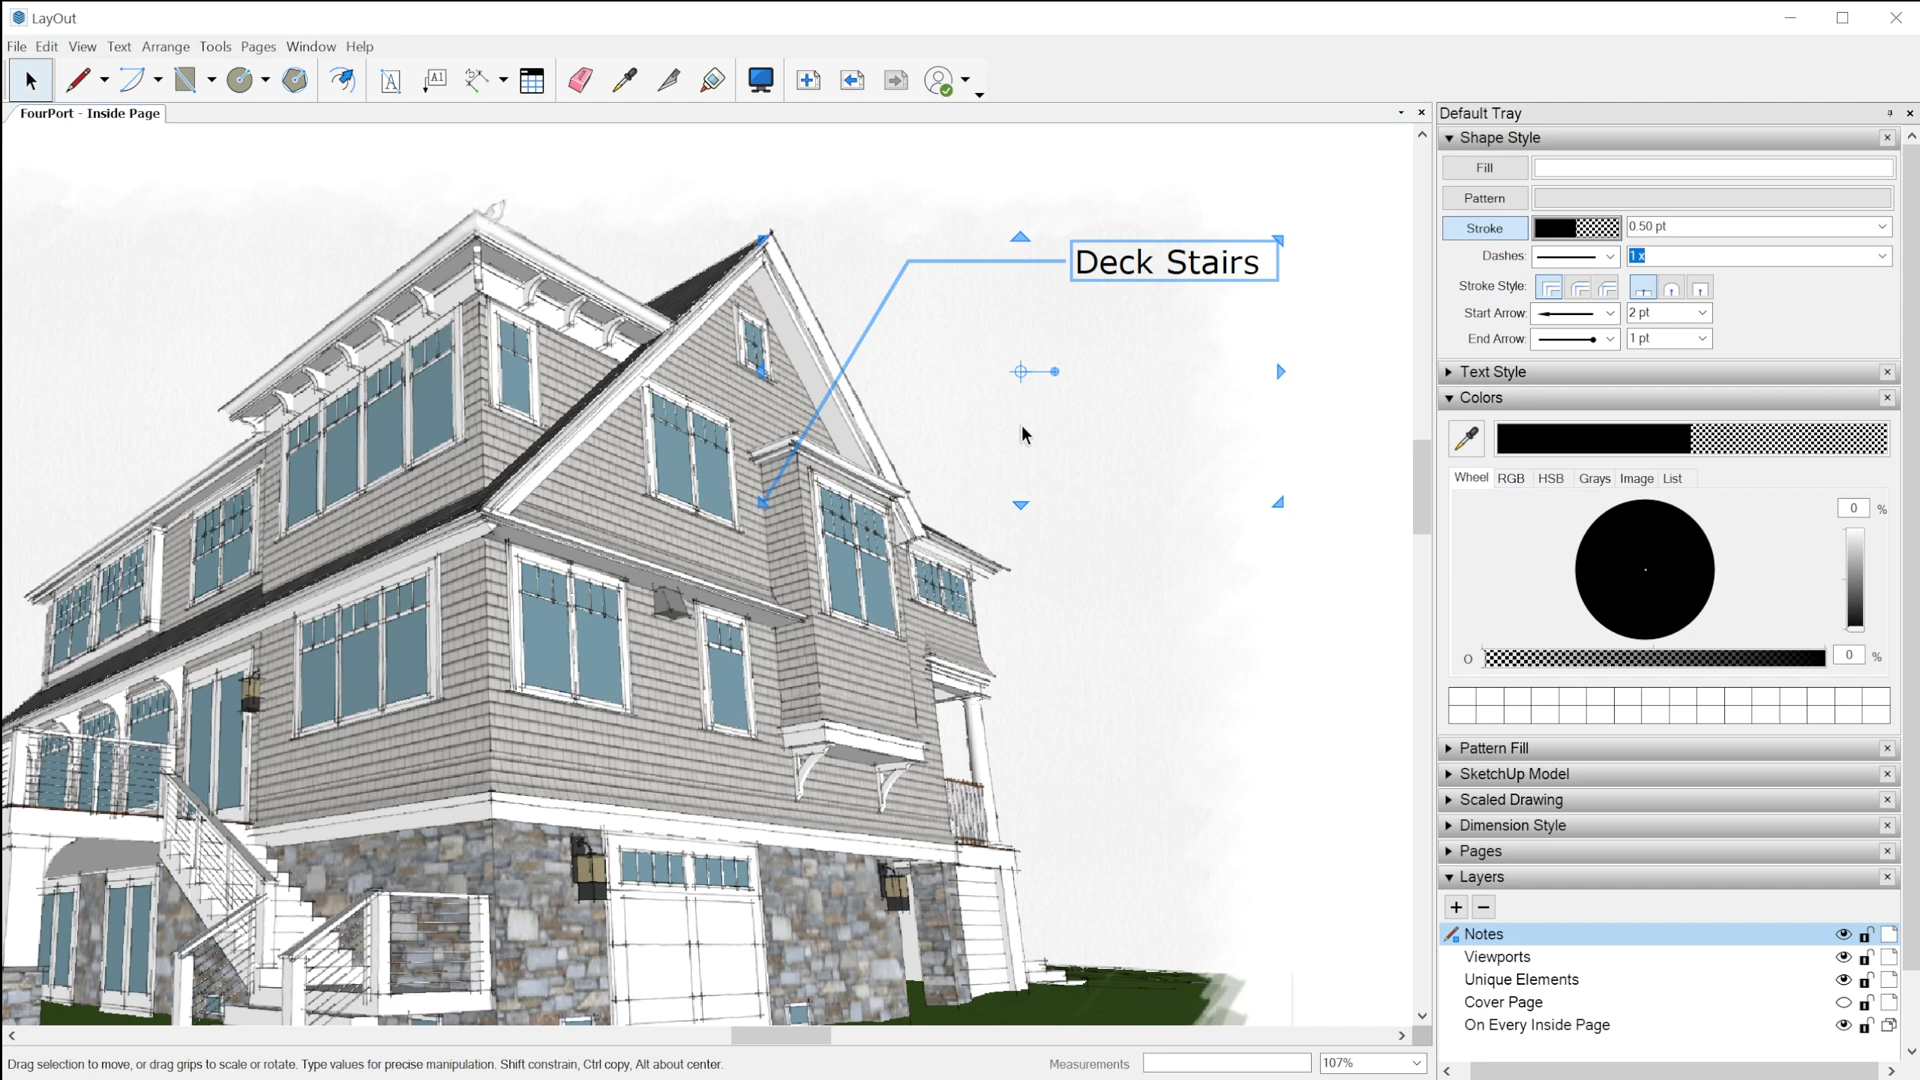 LayOut
File Edit View Text Arrange Tools Pages Window Help
A A1
FourPort - Inside Page
Default Tray
Shape Style
Fill
Pattern
Stroke 0.50 pt
Dashes: 1 x
Stroke Style:
Start Arrow: 2 pt
End Arrow: 1 pt
Deck Stairs
Text Style
Colors
Wheel RGB HSB Grays Image List
0 %
O 0 %
Pattern Fill
SketchUp Model
Scaled Drawing
Dimension Style
Pages
Layers
Notes
Viewports
Unique Elements
Cover Page
On Every Inside Page
Drag selection to move, or drag grips to scale or rotate. Type values for precise manipulation. Shift constrain, Ctrl copy, Alt about center. Measurements 107%